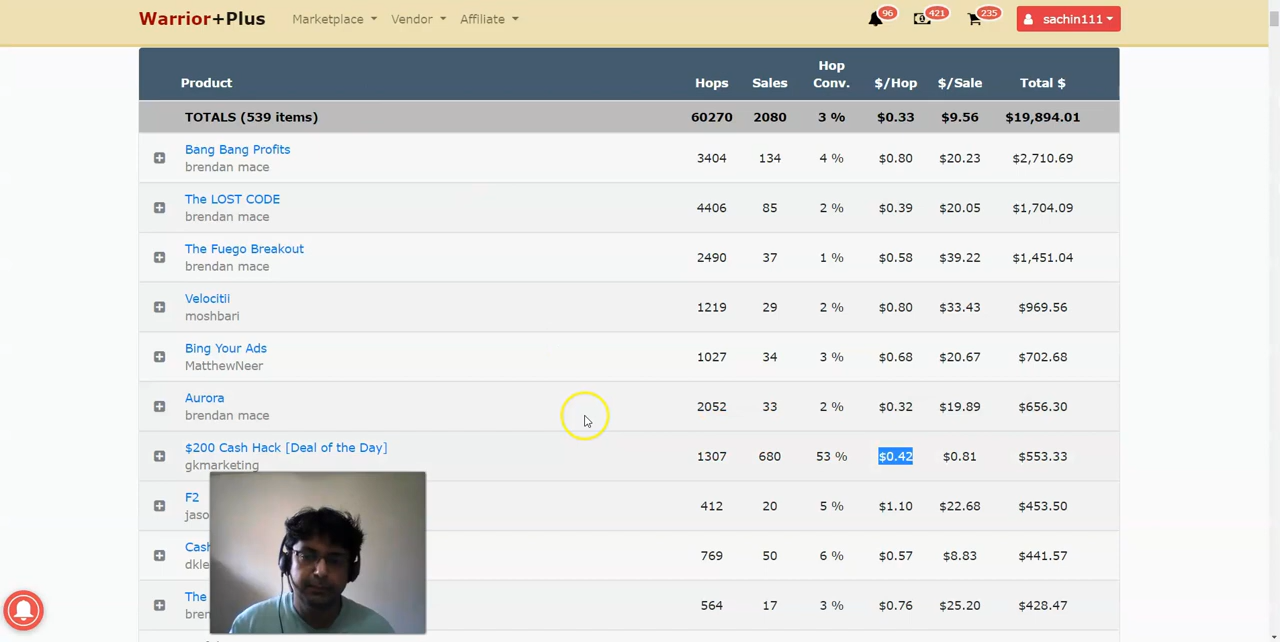 Warrior+Plus Marketplace Vendor Affiliate 96 421 235 sachin111
Product Hops Sales Hop Conv. $/Hop $/Sale Total $
TOTALS (539 items) 60270 2080 3 % $0.33 $9.56 $19,894.01
Bang Bang Profits
brendan mace 3404 134 4 % $0.80 $20.23 $2,710.69
The LOST CODE
brendan mace 4406 85 2 % $0.39 $20.05 $1,704.09
The Fuego Breakout
brendan mace 2490 37 1 % $0.58 $39.22 $1,451.04
Velocitii
moshbari 1219 29 2 % $0.80 $33.43 $969.56
Bing Your Ads
MatthewNeer 1027 34 3 % $0.68 $20.67 $702.68
Aurora
brendan mace 2052 33 2 % $0.32 $19.89 $656.30
$200 Cash Hack [Deal of the Day]
gkmarketing 1307 680 53 % $0.42 $0.81 $553.33
F2
412 20 5 % $1.10 $22.68 $453.50
769 50 6 % $0.57 $8.83 $441.57
The
564 17 3 % $0.76 $25.20 $428.47